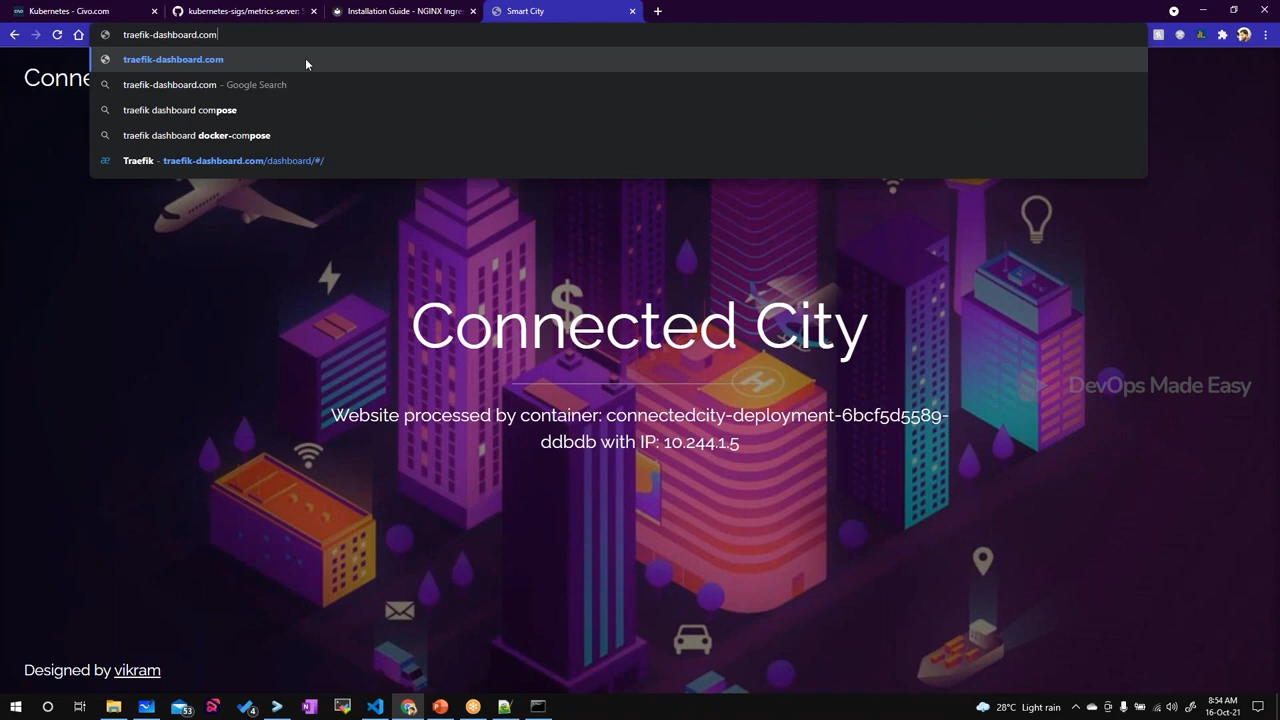 Kubernetes - Civo.com
kubernetes-sigs/metrics-server: S
Installation Guide - NGINX Ingre
Smart City
traefik-dashboard.com
traefik-dashboard.com
traefik-dashboard.com - Google Search
traefik dashboard compose
traefik dashboard docker-compose
Traefik - traefik-dashboard.com/dashboard/#/
Conne
Connected City
Website processed by container: connectedcity-deployment-6bcf5d5589-
ddbdb with IP: 10.244.1.5
DevOps Made Easy
Designed by vikram
53
4
28°C Light rain
8:54 AM
16-Oct-21